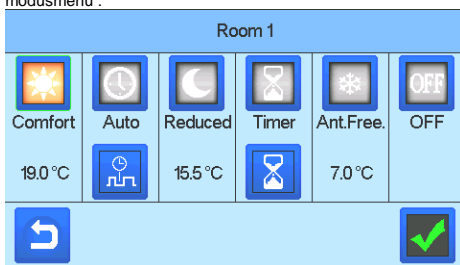 modusmenu :
Room 1
OFF
Comfort Auto Reduced Timer Ant.Free. OFF
19.0 °C 15.5 °C 7.0 °C